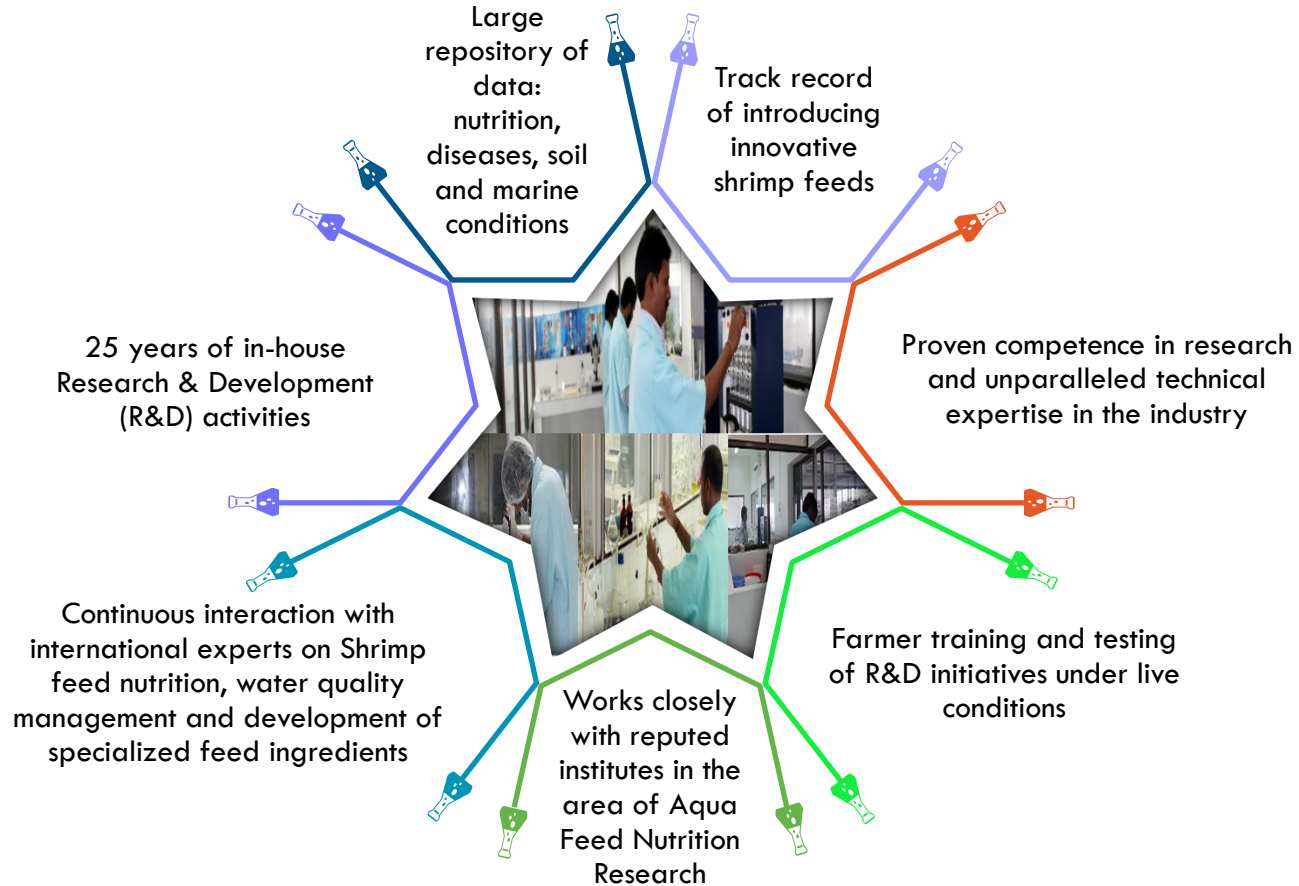 Large
repository of
data:
nutrition,
diseases, soil
and marine
conditions
Track record
of introducing
innovative
shrimp feeds
25 years of in-house
Research & Development
(R&D) activities
Proven competence in research
and unparalleled technical
expertise in the industry
Continuous interaction with
international experts on Shrimp
feed nutrition, water quality
management and development of
specialized feed ingredients
Farmer training and testing
of R&D initiatives under live
conditions
Works closely
with reputed
institutes in the
area of Aqua
Feed Nutrition
Research